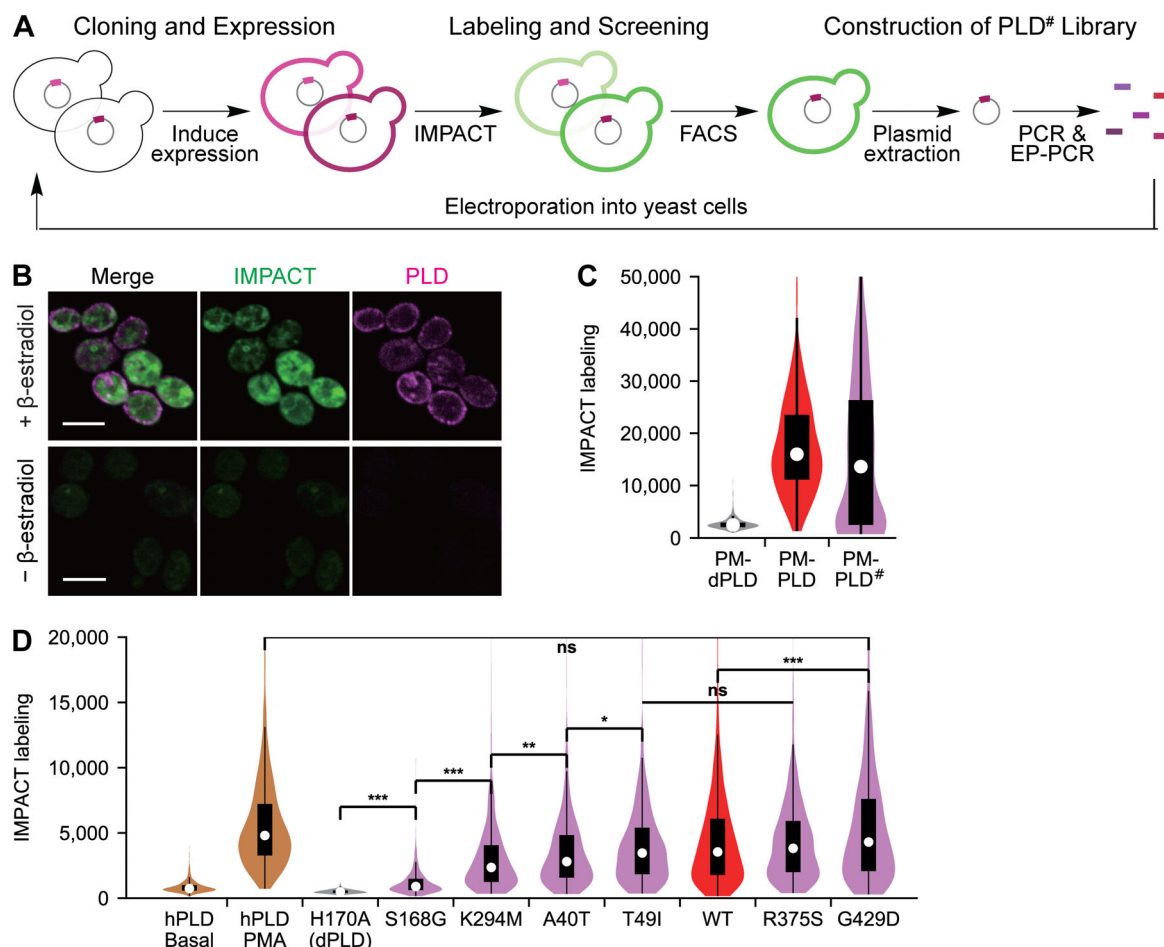 A
Cloning and Expression
Labeling and Screening
Construction of PLD# Library
Induce
expression
IMPACT
FACS
Plasmid
extraction
PCR &
EP-PCR
Electroporation into yeast cells
B
Merge
IMPACT
PLD
+ β-estradiol
− β-estradiol
C
IMPACT labeling
50,000
40,000
30,000
20,000
10,000
0
PM-
dPLD
PM-
PLD
PM-
PLD#
D
IMPACT labeling
20,000
15,000
10,000
5,000
0
ns
***
ns
*
**
***
***
hPLD
Basal
hPLD
PMA
H170A
(dPLD)
S168G
K294M
A40T
T49I
WT
R375S
G429D